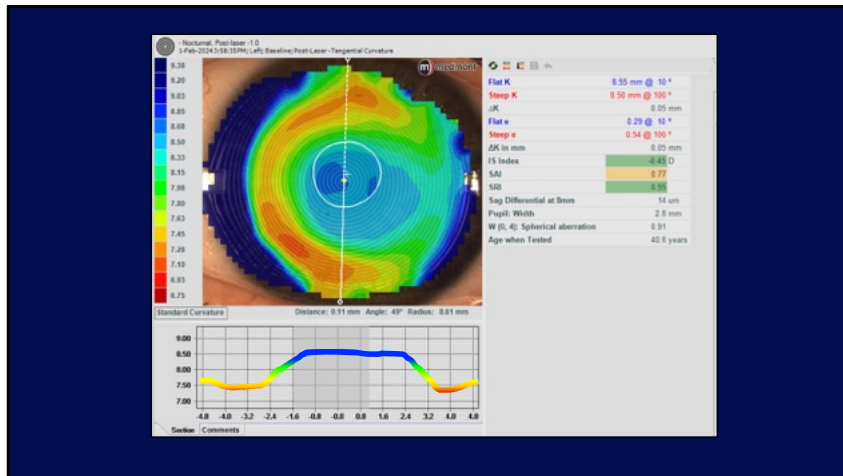 - Nocturnal, Post-laser -1.0
1-Feb-2024 3:58:35PM; Left; Baseline/Post-Laser - Tangential Curvature
medmont
9.38
9.20
9.03
8.85
8.68
8.50
8.33
8.15
7.98
7.80
7.63
7.45
7.28
7.10
6.93
6.75
Flat K 8.55 mm @ 10 °
Steep K 8.50 mm @ 100 °
ΔK 0.05 mm
Flat e 0.29 @ 10 °
Steep e 0.54 @ 100 °
ΔK in mm 0.05 mm
IS Index -0.45 D
SAI 0.77
SRI 0.55
Sag Differential at 8mm 14 um
Pupil: Width 2.8 mm
W (0, 4): Spherical aberration 0.91
Age when Tested 40.8 years
Standard Curvature
Distance: 0.11 mm Angle: 49° Radius: 8.61 mm
9.00
8.50
8.00
7.50
7.00
-4.8 -4.0 -3.2 -2.4 -1.6 -0.8 0.0 0.8 1.6 2.4 3.2 4.0 4.8
Section Comments